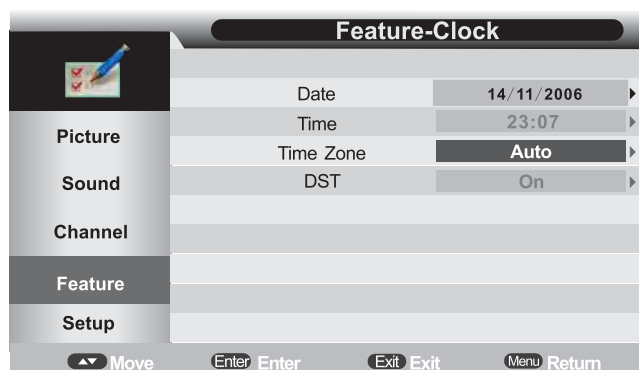 Feature-Clock
Date 14/11/2006
Time 23:07
Time Zone Auto
DST On
Picture
Sound
Channel
Feature
Setup
Move Enter Enter Exit Exit Menu Return